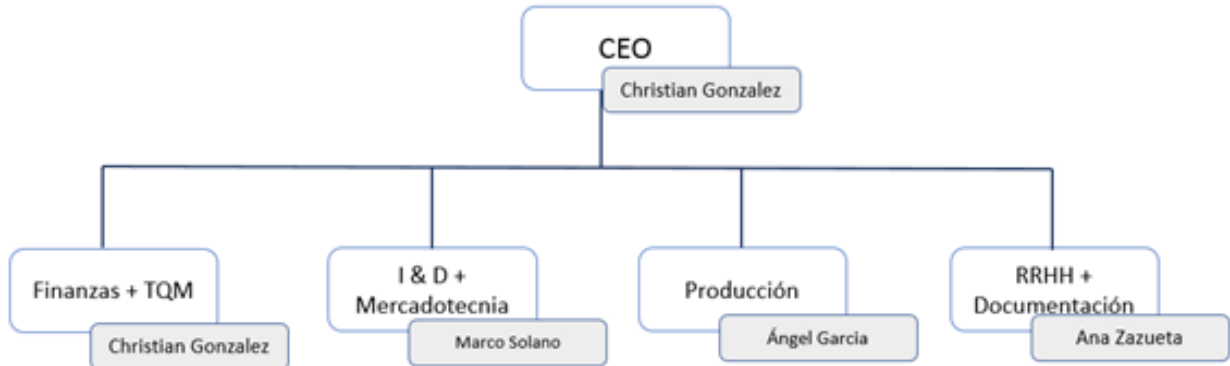 CEO
Christian Gonzalez
Finanzas + TQM
Christian Gonzalez
I & D +
Mercadotecnia
Marco Solano
Producción
Ángel Garcia
RRHH +
Documentación
Ana Zazueta